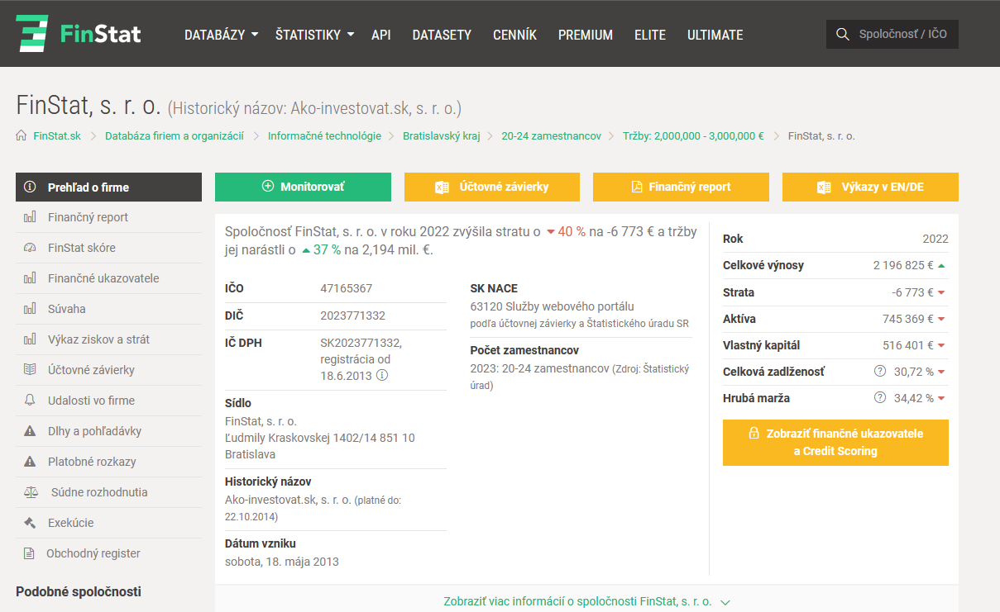 FinStat
DATABÁZY
ŠTATISTIKY
API
DATASETY
CENNÍK
PREMIUM
ELITE
ULTIMATE
Spoločnosť / IČO
FinStat, s. r. o. (Historický názov: Ako-investovat.sk, s. r. o.)
FinStat.sk
Databáza firiem a organizácií
Informačné technológie
Bratislavský kraj
20-24 zamestnancov
Tržby: 2,000,000 - 3,000,000 €
FinStat, s. r. o.
Prehľad o firme
Finančný report
FinStat skóre
Finančné ukazovatele
Súvaha
Výkaz ziskov a strát
Účtovné závierky
Udalosti vo firme
Dlhy a pohľadávky
Platobné rozkazy
Súdne rozhodnutia
Exekúcie
Obchodný register
Podobné spoločnosti
Monitorovať
Účtovné závierky
Finančný report
Výkazy v EN/DE
Spoločnosť FinStat, s. r. o. v roku 2022 zvýšila stratu o 40 % na -6 773 € a tržby
jej narástli o 37 % na 2,194 mil. €.
IČO 47165367
DIČ 2023771332
IČ DPH SK2023771332,
registrácia od
18.6.2013
Sídlo
FinStat, s. r. o.
Ľudmily Kraskovskej 1402/14 851 10
Bratislava
Historický názov
Ako-investovat.sk, s. r. o. (platné do:
22.10.2014)
Dátum vzniku
sobota, 18. mája 2013
SK NACE
63120 Služby webového portálu
podľa účtovnej závierky a Štatistického úradu SR
Počet zamestnancov
2023: 20-24 zamestnancov (Zdroj: Štatistický
úrad)
Rok 2022
Celkové výnosy 2 196 825 €
Strata -6 773 €
Aktíva 745 369 €
Vlastný kapitál 516 401 €
Celková zadlženosť 30,72 %
Hrubá marža 34,42 %
Zobraziť finančné ukazovatele
a Credit Scoring
Zobraziť viac informácií o spoločnosti FinStat, s. r. o.